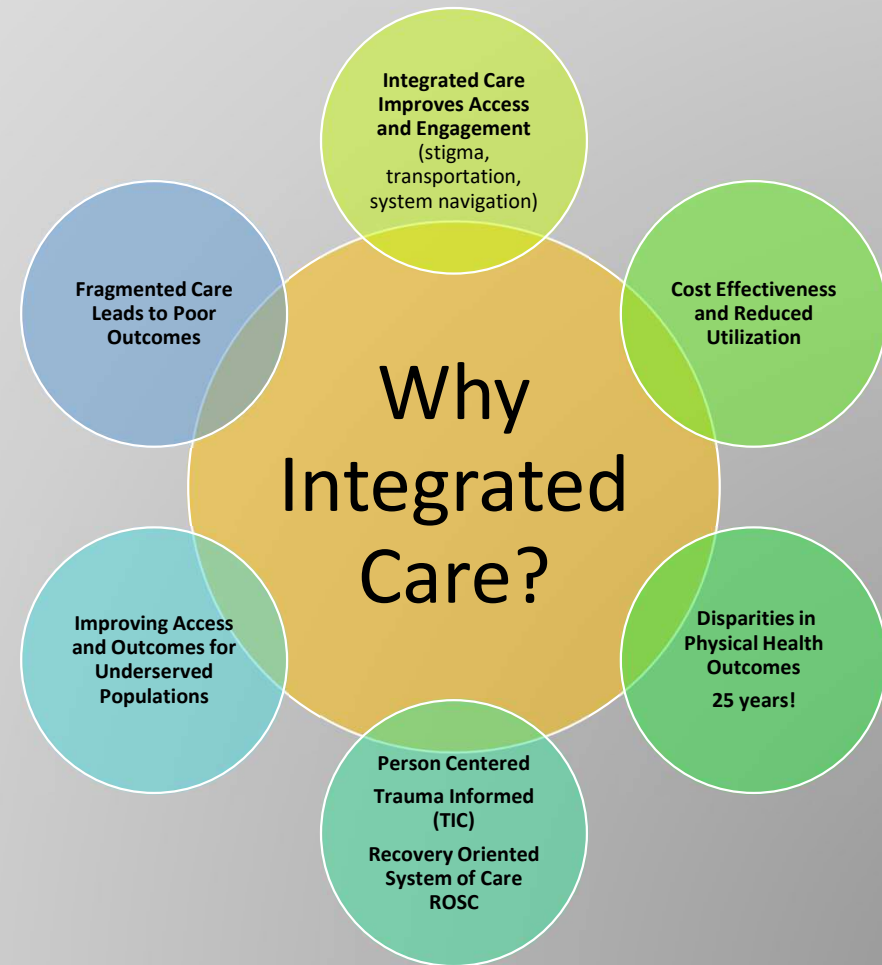 Integrated Care
Improves Access
and Engagement
(stigma,
transportation,
system navigation)
Cost Effectiveness
and Reduced
Utilization
Disparities in
Physical Health
Outcomes
25 years!
Person Centered
Trauma Informed
(TIC)
Recovery Oriented
System of Care
ROSC
Improving Access
and Outcomes for
Underserved
Populations
Fragmented Care
Leads to Poor
Outcomes
Why
Integrated
Care?